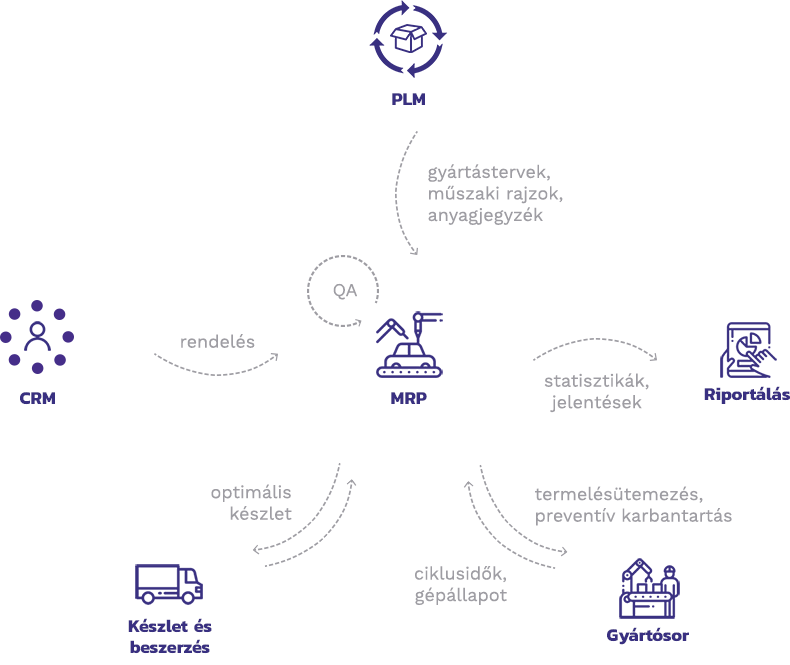 PLM
gyártástervek,
műszaki rajzok,
anyagjegyzék
QA
rendelés
CRM
MRP
statisztikák,
jelentések
Riportálás
optimális
készlet
termelésütemezés,
preventív karbantartás
ciklusidők,
gépállapot
Készlet és
beszerzés
Gyártósor